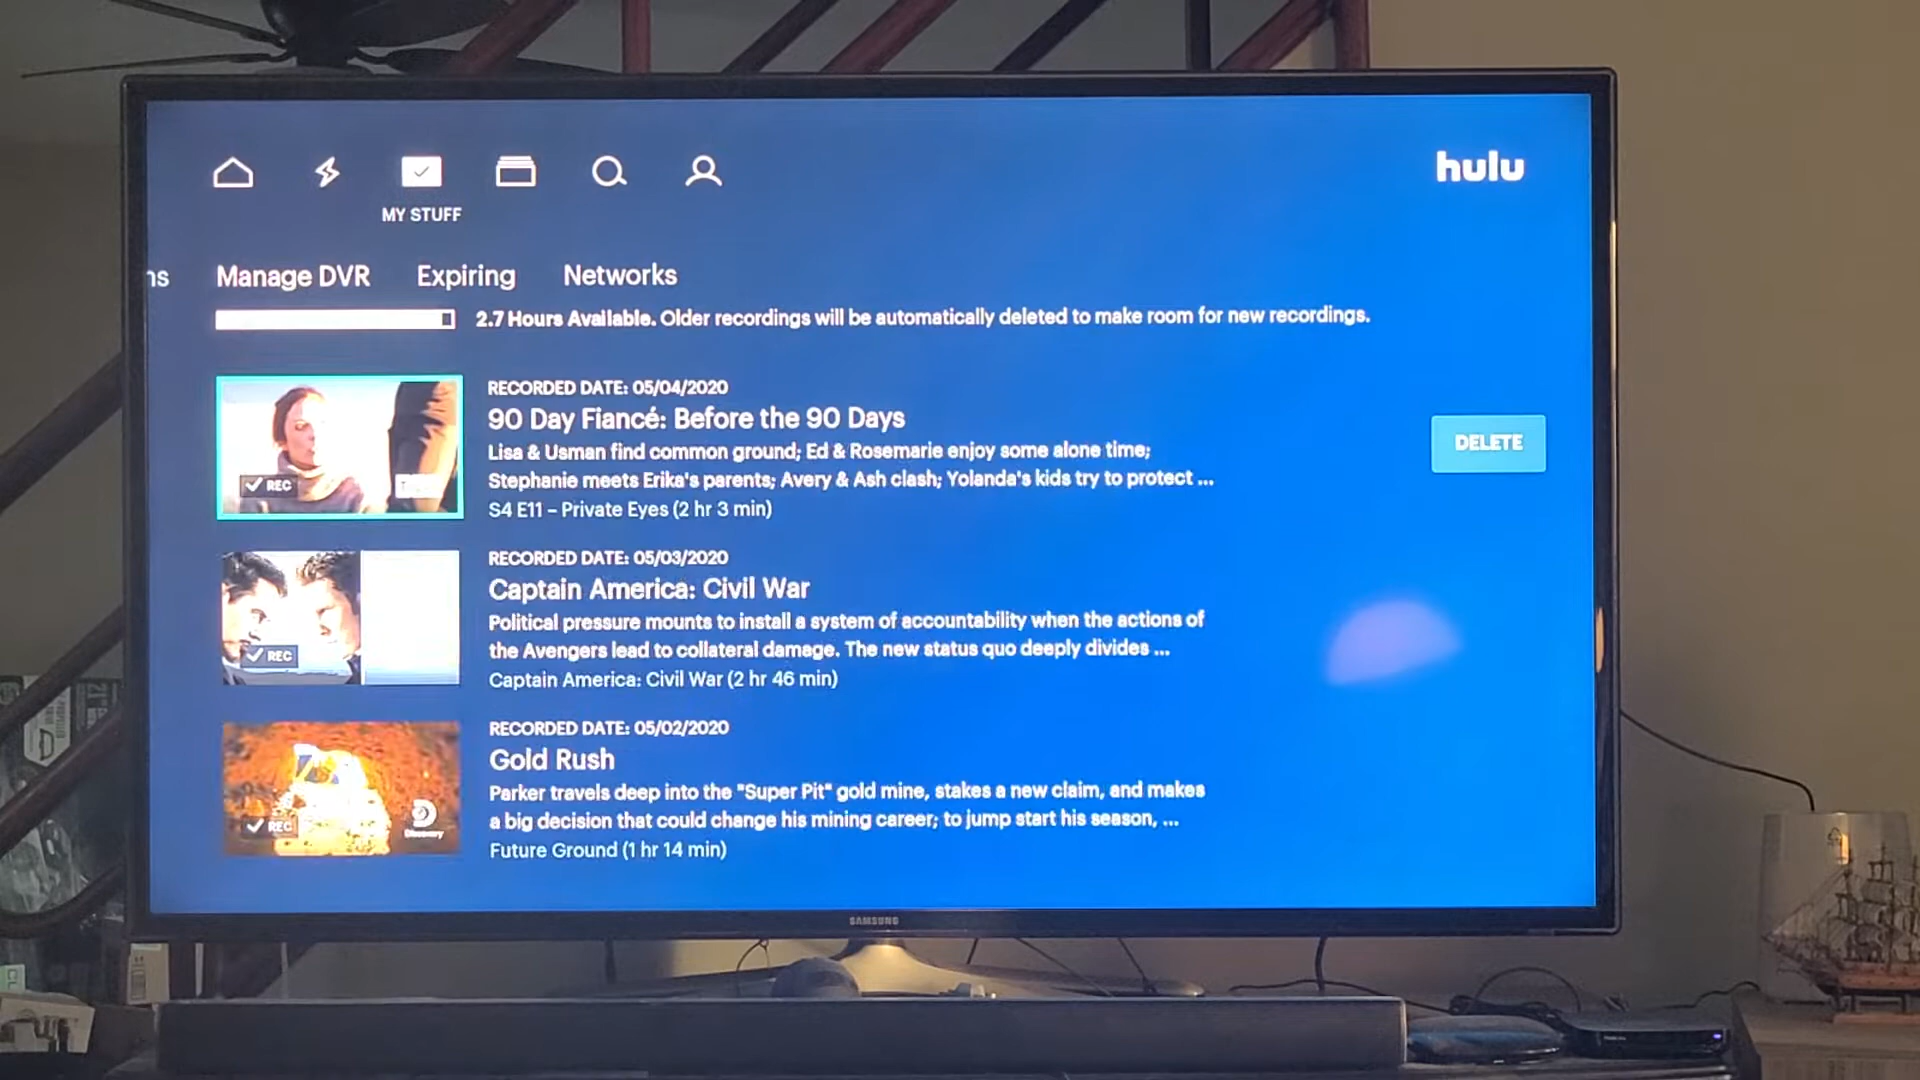 hulu
MY STUFF
ns Manage DVR Expiring Networks
2.7 Hours Available. Older recordings will be automatically deleted to make room for new recordings.
RECORDED DATE: 05/04/2020
90 Day Fiancé: Before the 90 Days
Lisa & Usman find common ground; Ed & Rosemarie enjoy some alone time;
Stephanie meets Erika's parents; Avery & Ash clash; Yolanda's kids try to protect ...
S4 E11 – Private Eyes (2 hr 3 min)
REC
DELETE
RECORDED DATE: 05/03/2020
Captain America: Civil War
Political pressure mounts to install a system of accountability when the actions of
the Avengers lead to collateral damage. The new status quo deeply divides ...
Captain America: Civil War (2 hr 46 min)
REC
RECORDED DATE: 05/02/2020
Gold Rush
Parker travels deep into the "Super Pit" gold mine, stakes a new claim, and makes
a big decision that could change his mining career; to jump start his season, ...
Future Ground (1 hr 14 min)
REC
Discovery
SAMSUNG